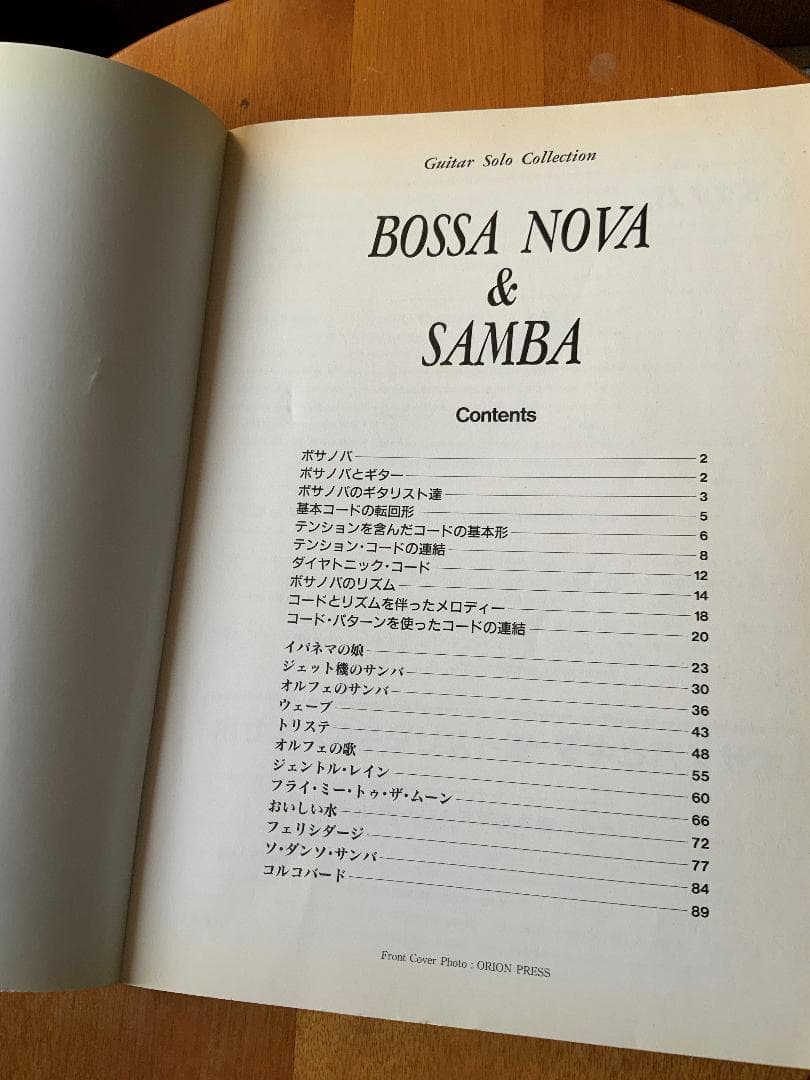 Guitar Solo Collection
BOSSA NOVA
&
SAMBA
Contents
ボサノバ 2
ボサノバとギター 2
ボサノバのギタリスト達 3
基本コードの転回形 5
テンションを含んだコードの基本形 6
テンション・コードの連結 8
ダイヤトニック・コード 12
ボサノバのリズム 14
コードとリズムを伴ったメロディー 18
コード・パターンを使ったコードの連結 20
イパネマの娘 23
ジェット機のサンバ 30
オルフェのサンバ 36
ウェーブ 43
トリステ 48
オルフェの歌 55
ジェントル・レイン 60
フライ・ミー・トゥ・ザ・ムーン 66
おいしい水 72
フェリシダージ 77
ソ・ダンソ・サンバ 84
コルコバード 89
Front Cover Photo : ORION PRESS